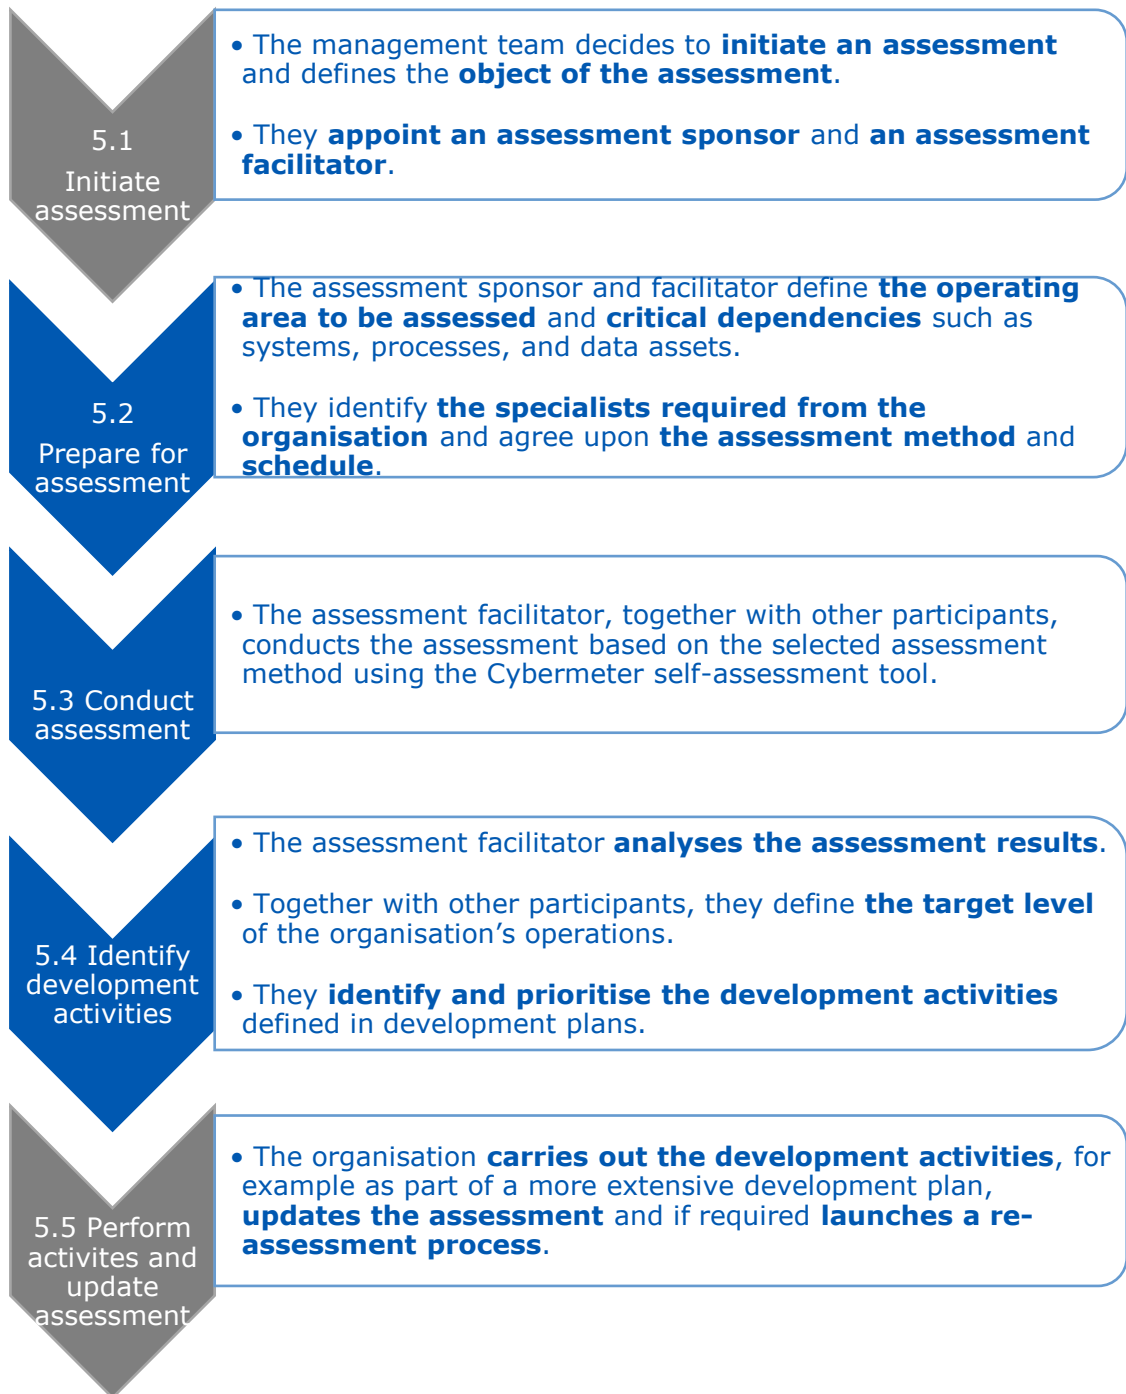 5.1
Initiate
assessment
• The management team decides to initiate an assessment
and defines the object of the assessment.
• They appoint an assessment sponsor and an assessment
facilitator.
5.2
Prepare for
assessment
• The assessment sponsor and facilitator define the operating
area to be assessed and critical dependencies such as
systems, processes, and data assets.
• They identify the specialists required from the
organisation and agree upon the assessment method and
schedule.
5.3 Conduct
assessment
• The assessment facilitator, together with other participants,
conducts the assessment based on the selected assessment
method using the Cybermeter self-assessment tool.
5.4 Identify
development
activities
• The assessment facilitator analyses the assessment results.
• Together with other participants, they define the target level
of the organisation’s operations.
• They identify and prioritise the development activities
defined in development plans.
5.5 Perform
activites and
update
assessment
• The organisation carries out the development activities, for
example as part of a more extensive development plan,
updates the assessment and if required launches a re-
assessment process.